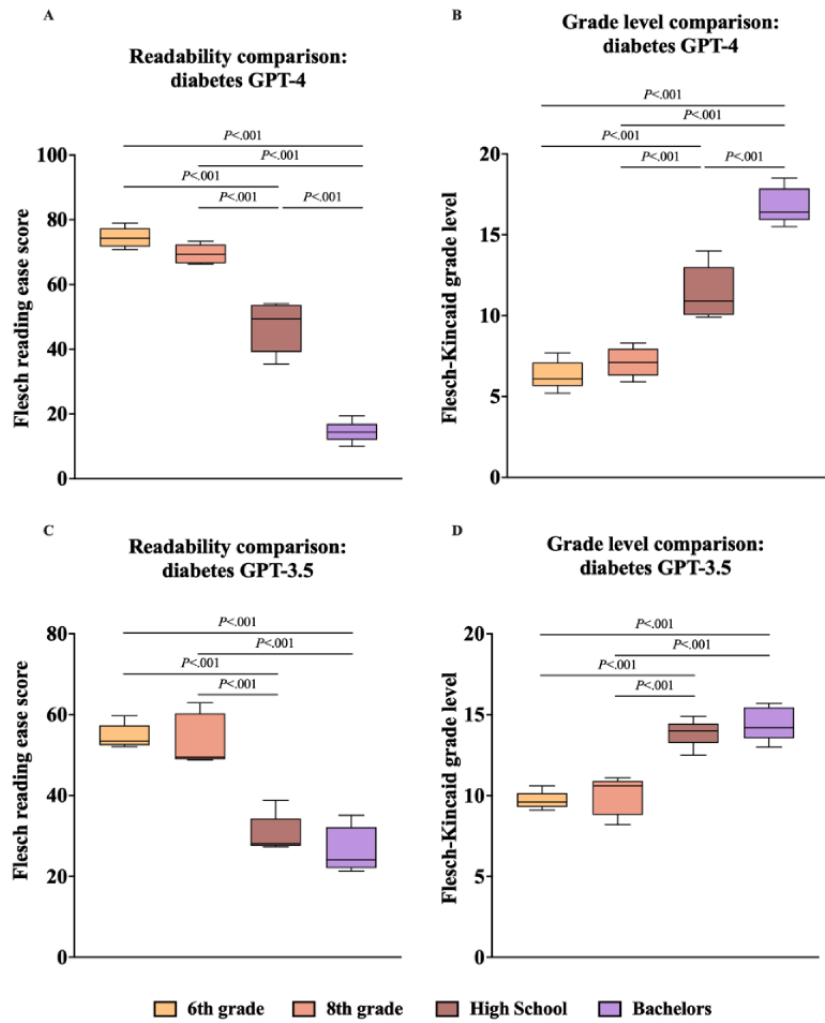 A
Readability comparison:
diabetes GPT-4
P<.001
P<.001
P<.001
P<.001 P<.001
Flesch reading ease score
100
80
60
40
20
0
B
Grade level comparison:
diabetes GPT-4
P<.001
P<.001
P<.001
P<.001 P<.001
Flesch-Kincaid grade level
20
15
10
5
0
C
Readability comparison:
diabetes GPT-3.5
P<.001
P<.001
P<.001
P<.001
Flesch reading ease score
80
60
40
20
0
D
Grade level comparison:
diabetes GPT-3.5
P<.001
P<.001
P<.001
P<.001
Flesch-Kincaid grade level
20
15
10
5
0
6th grade 8th grade High School Bachelors